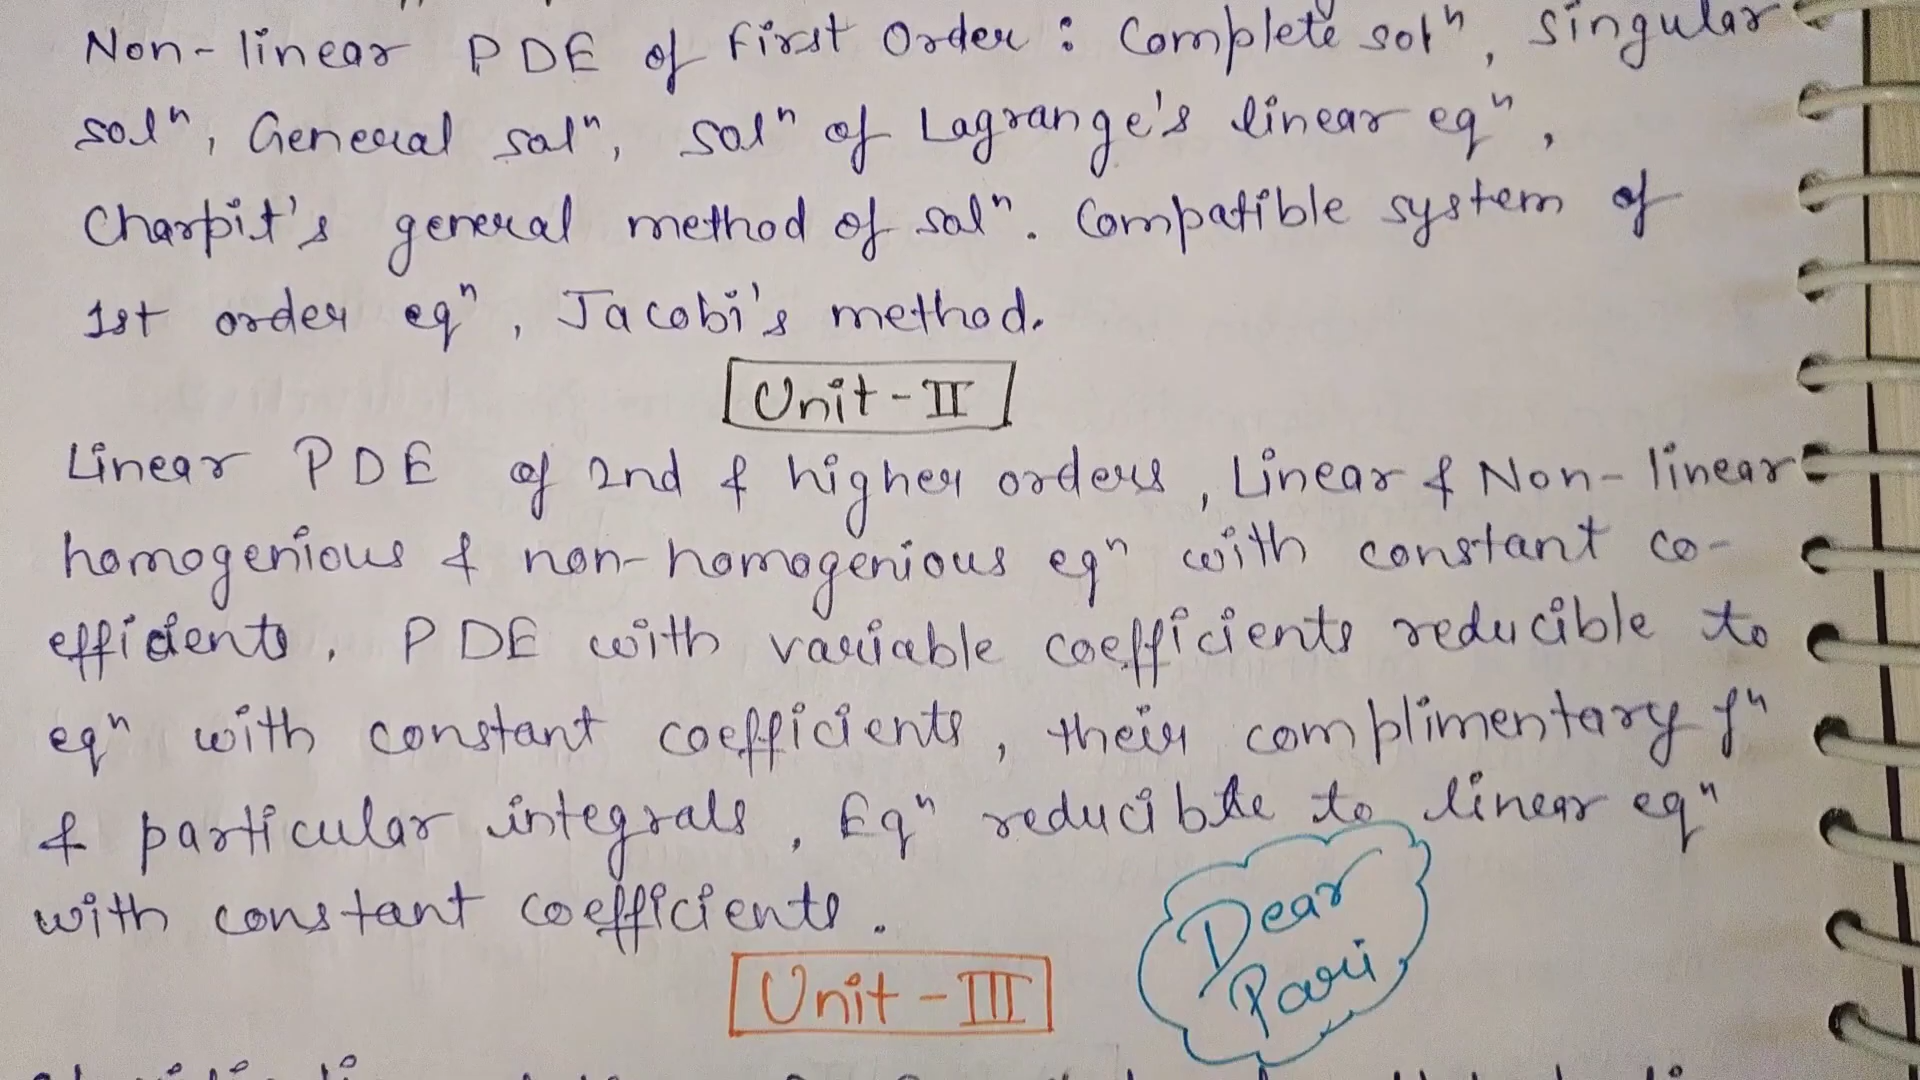 Non-linear PDE of First Order : Complete solⁿ, Singular
solⁿ, General solⁿ, solⁿ of Lagrange's linear eqⁿ,
Charpit's general method of solⁿ. Compatible system of
1st order eqⁿ, Jacobi's method.
Unit-II
Linear PDE of 2nd & higher orders, Linear & Non-linear
homogenious & non-homogenious eqⁿ with constant co-
efficients, PDE with variable coefficients reducible to
eqⁿ with constant coefficients, their complimentary fⁿ
& particular integrals, Eqⁿ reducible to linear eqⁿ
with constant coefficients.
Dear
Pari
Unit-III